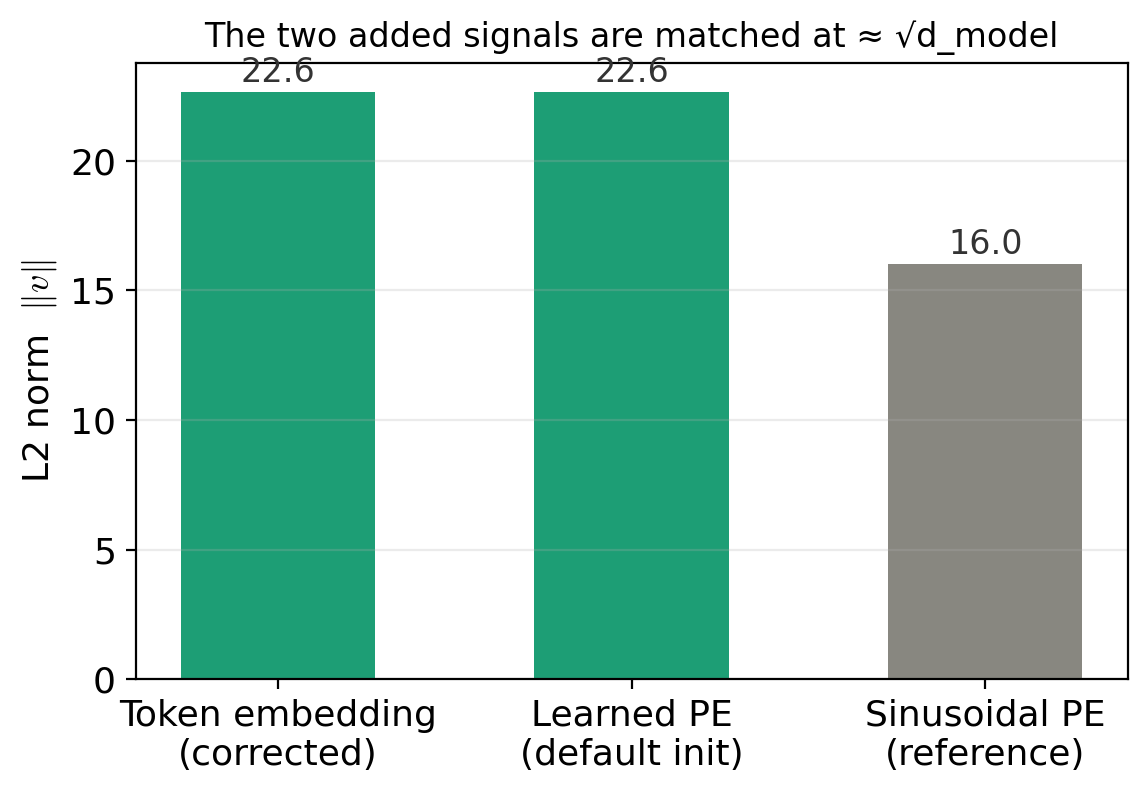 The two added signals are matched at ≈ √d_model
22.6
22.6
16.0
20
15
10
5
0
L2 norm ||v||
Token embedding
(corrected)
Learned PE
(default init)
Sinusoidal PE
(reference)